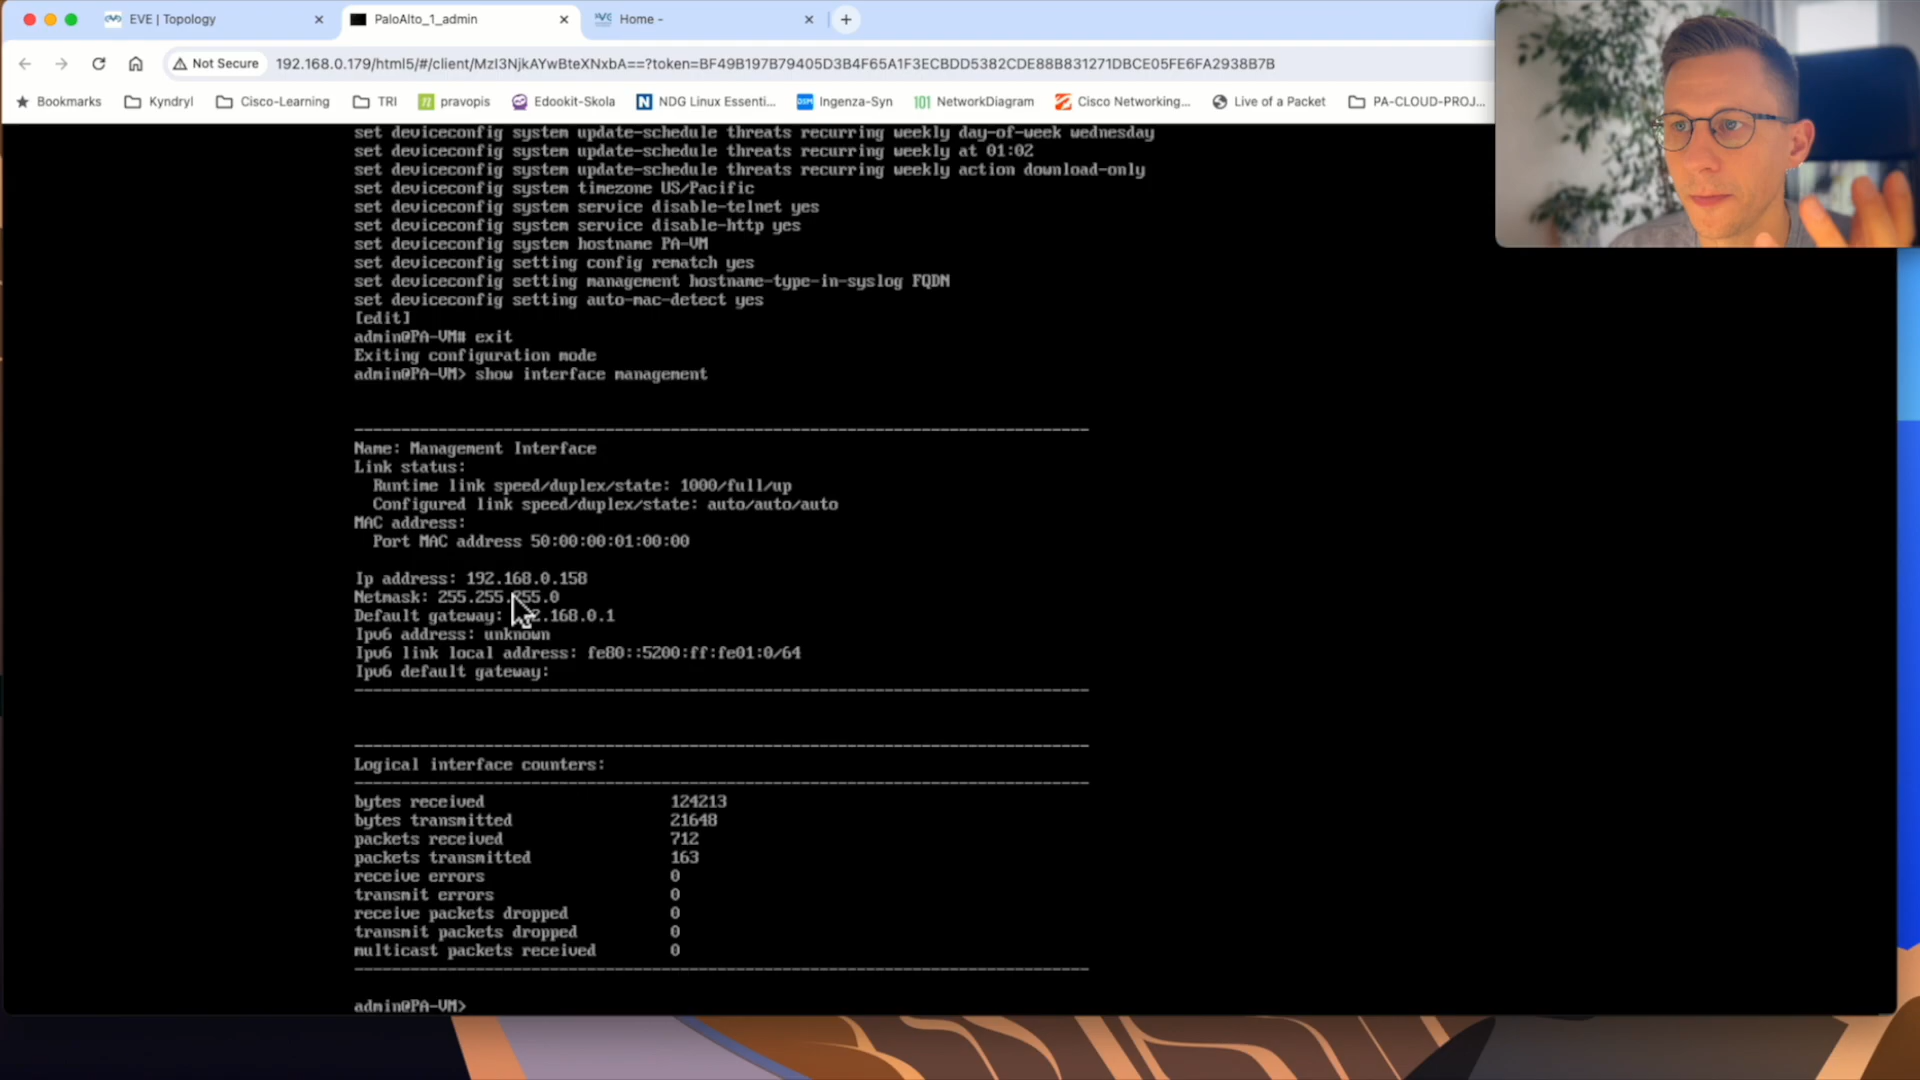 EVE | Topology
PaloAlto_1_admin
Home -
Not Secure
192.168.0.179/html5/#/client/MzI3NjkAYwBteXNxbA==?token=BF49B197B79405D3B4F65A1F3ECBDD5382CDE88B831271DBCE05FE6FA2938B7B
Bookmarks
Kyndryl
Cisco-Learning
TRI
pravopis
Edookit-Skola
NDG Linux Essenti...
Ingenza-Syn
101 NetworkDiagram
Cisco Networking...
Live of a Packet
PA-CLOUD-PROJ...
set deviceconfig system update-schedule threats recurring weekly day-of-week wednesday
set deviceconfig system update-schedule threats recurring weekly at 01:02
set deviceconfig system update-schedule threats recurring weekly action download-only
set deviceconfig system timezone US/Pacific
set deviceconfig system service disable-telnet yes
set deviceconfig system service disable-http yes
set deviceconfig system hostname PA-VM
set deviceconfig setting config rematch yes
set deviceconfig setting management hostname-type-in-syslog FQDN
set deviceconfig setting auto-mac-detect yes
[edit]
admin@PA-VM# exit
Exiting configuration mode
admin@PA-VM> show interface management
Name: Management Interface
Link status:
Runtime link speed/duplex/state: 1000/full/up
Configured link speed/duplex/state: auto/auto/auto
MAC address:
Port MAC address 50:00:00:01:00:00
Ip address: 192.168.0.158
Netmask: 255.255.255.0
Default gateway: 192.168.0.1
Ipv6 address: unknown
Ipv6 link local address: fe80::5200:ff:fe01:0/64
Ipv6 default gateway:
Logical interface counters:
bytes received 124213
bytes transmitted 21648
packets received 712
packets transmitted 163
receive errors 0
transmit errors 0
receive packets dropped 0
transmit packets dropped 0
multicast packets received 0
admin@PA-VM>